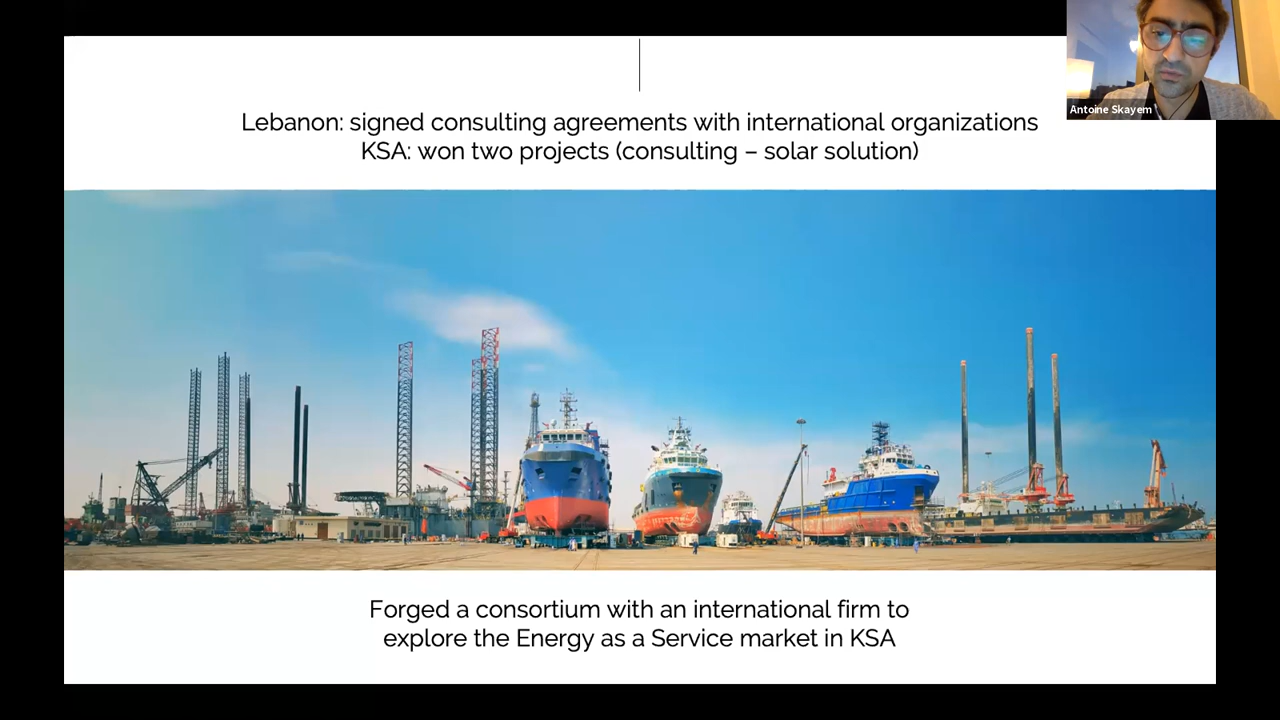 Lebanon: signed consulting agreements with international organizations
KSA: won two projects (consulting – solar solution)
Antoine Skayem
Forged a consortium with an international firm to
explore the Energy as a Service market in KSA